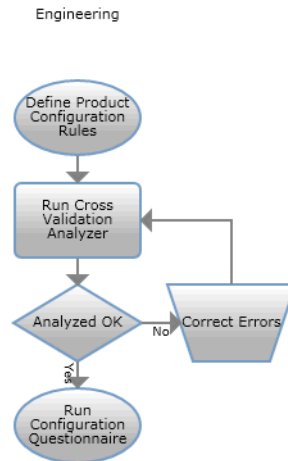 Engineering
Define Product
Configuration
Rules
Run Cross
Validation
Analyzer
Analyzed OK
No
Correct Errors
Yes
Run
Configuration
Questionnaire